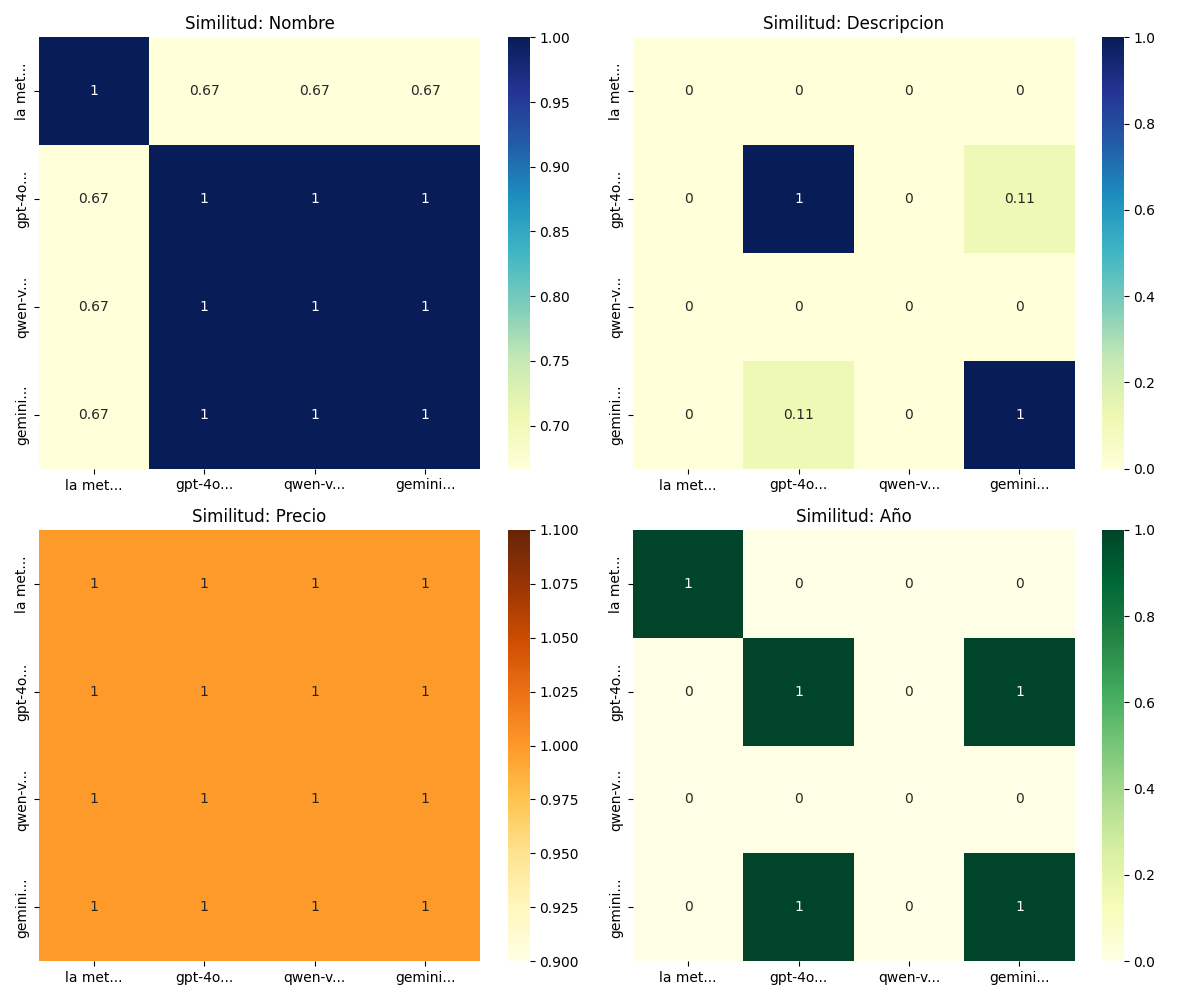 Similitud: Nombre
la met...
gpt-4o...
qwen-v...
gemini...
1 0.67 0.67 0.67
0.67 1 1 1
0.67 1 1 1
0.67 1 1 1
la met... gpt-4o... qwen-v... gemini...
1.00
0.95
0.90
0.85
0.80
0.75
0.70
Similitud: Descripcion
la met...
gpt-4o...
qwen-v...
gemini...
0 0 0 0
0 1 0 0.11
0 0 0 0
0 0.11 0 1
la met... gpt-4o... qwen-v... gemini...
1.0
0.8
0.6
0.4
0.2
0.0
Similitud: Precio
la met...
gpt-4o...
qwen-v...
gemini...
1 1 1 1
1 1 1 1
1 1 1 1
1 1 1 1
la met... gpt-4o... qwen-v... gemini...
1.100
1.075
1.050
1.025
1.000
0.975
0.950
0.925
0.900
Similitud: Año
la met...
gpt-4o...
qwen-v...
gemini...
1 0 0 0
0 1 0 1
0 0 0 0
0 1 0 1
la met... gpt-4o... qwen-v... gemini...
1.0
0.8
0.6
0.4
0.2
0.0